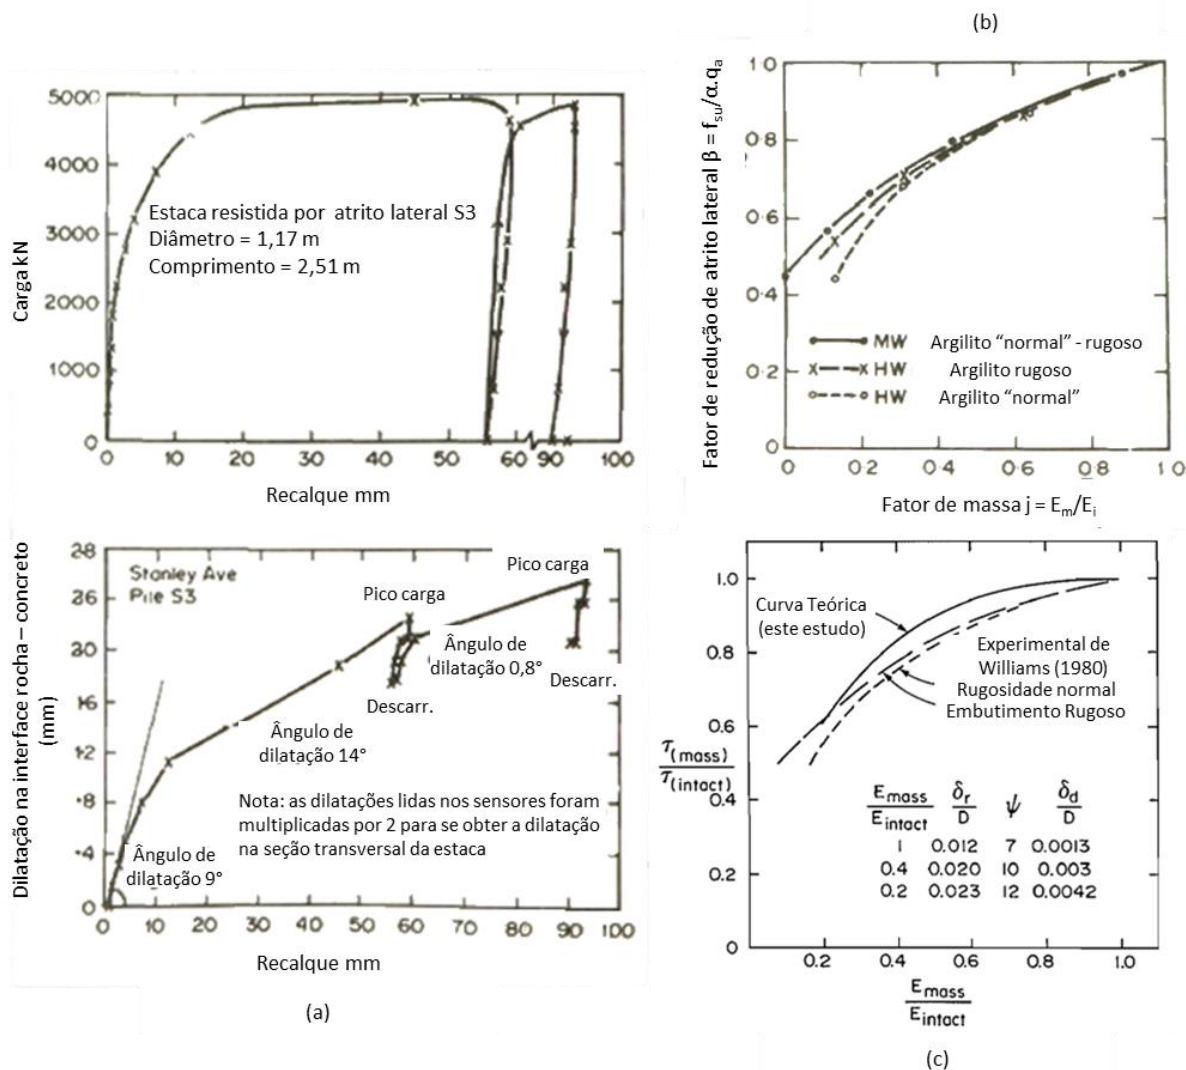 (b)
5000
4000
3000
2000
1000
0
Carga kN
Estaca resistida por atrito lateral S3
Diâmetro = 1,17 m
Comprimento = 2,51 m
0 10 20 30 40 50 60 90 100
Recalque mm
Fator de redução de atrito lateral β = fsu/α.qa
1·0
0·8
0·6
0·4
0·2
0
MW Argilito “normal” - rugoso
HW Argilito rugoso
HW Argilito “normal”
0 0·2 0·4 0·6 0·8 1·0
Fator de massa j = Em/Ei
Dilatação na interface rocha – concreto
(mm)
28
26
20
1·6
1·2
·8
·4
0
Stanley Ave
Pile S3
Pico carga
Pico carga
Ângulo de
dilatação 0,8°
Descarr.
Descarr.
Ângulo de
dilatação 14°
Nota: as dilatações lidas nos sensores foram
multiplicadas por 2 para se obter a dilatação
na seção transversal da estaca
Ângulo de
dilatação 9°
0 10 20 30 40 50 60 70 80 90 100
Recalque mm
(a)
1.0
0.8
0.6
0.4
0.2
0
τ(mass)
τ(intact)
Curva Teórica
(este estudo)
Experimental de
Williams (1980)
Rugosidade normal
Embutimento Rugoso
Emass/Eintact δr/D ψ δd/D
1 0.012 7 0.0013
0.4 0.020 10 0.003
0.2 0.023 12 0.0042
0.2 0.4 0.6 0.8 1.0
Emass
Eintact
(c)